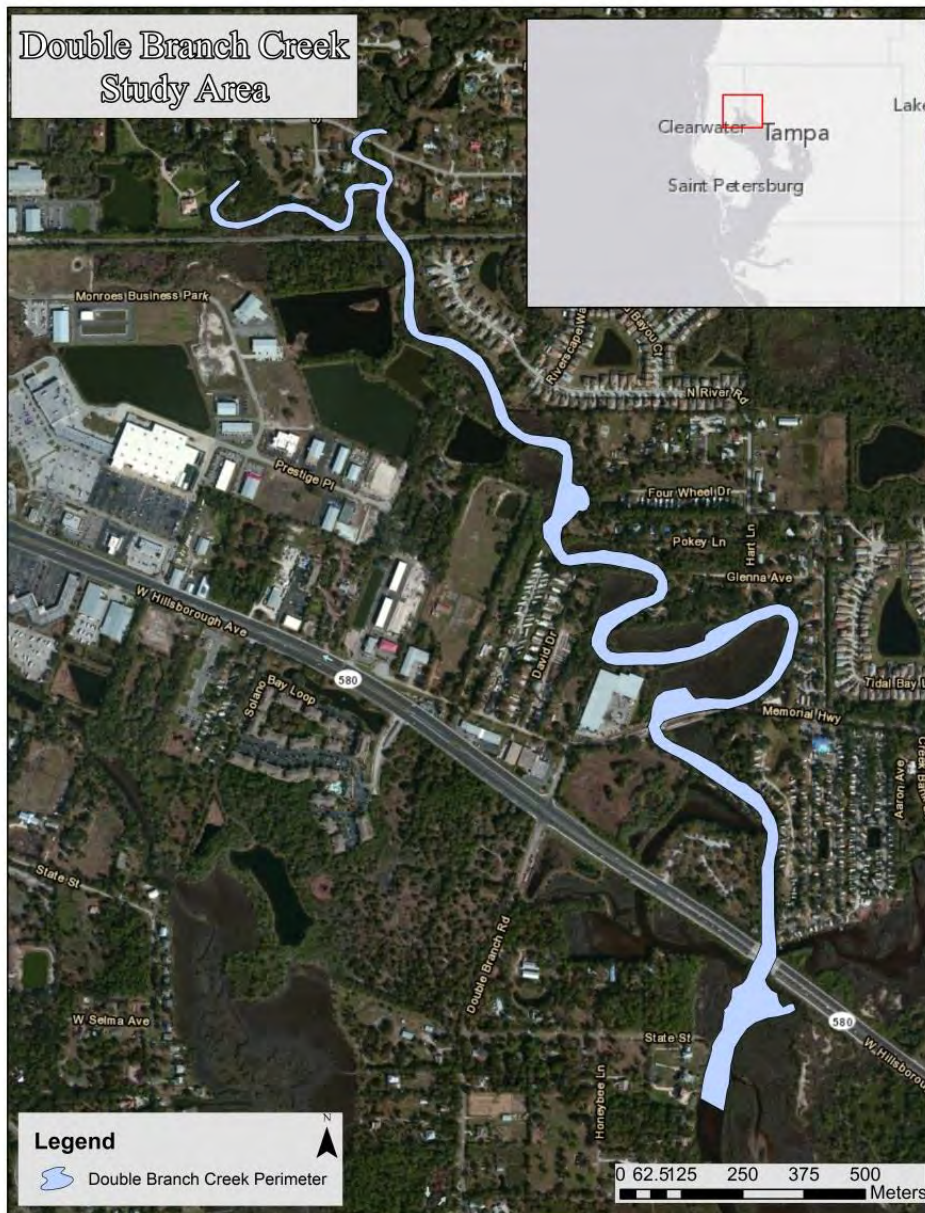 Double Branch Creek
Study Area
Lake
Clearwater
Tampa
Saint Petersburg
Monroes Business Park
Riverscape Wa
Bayou Ct
N River Rd
Prestige Pl
Four Wheel Dr
Pokey Ln
Hart Ln
Glenna Ave
W Hillsborough Ave
580
David Dr
Solano
Bay Loop
Tidal Bay L
Memorial Hwy
Aaron Ave
State St
Double Branch Rd
W Selma Ave
State St
580
W Hillsborou
Honeybee Ln
N
Legend
Double Branch Creek Perimeter
0 62.5 125 250 375 500
Meters